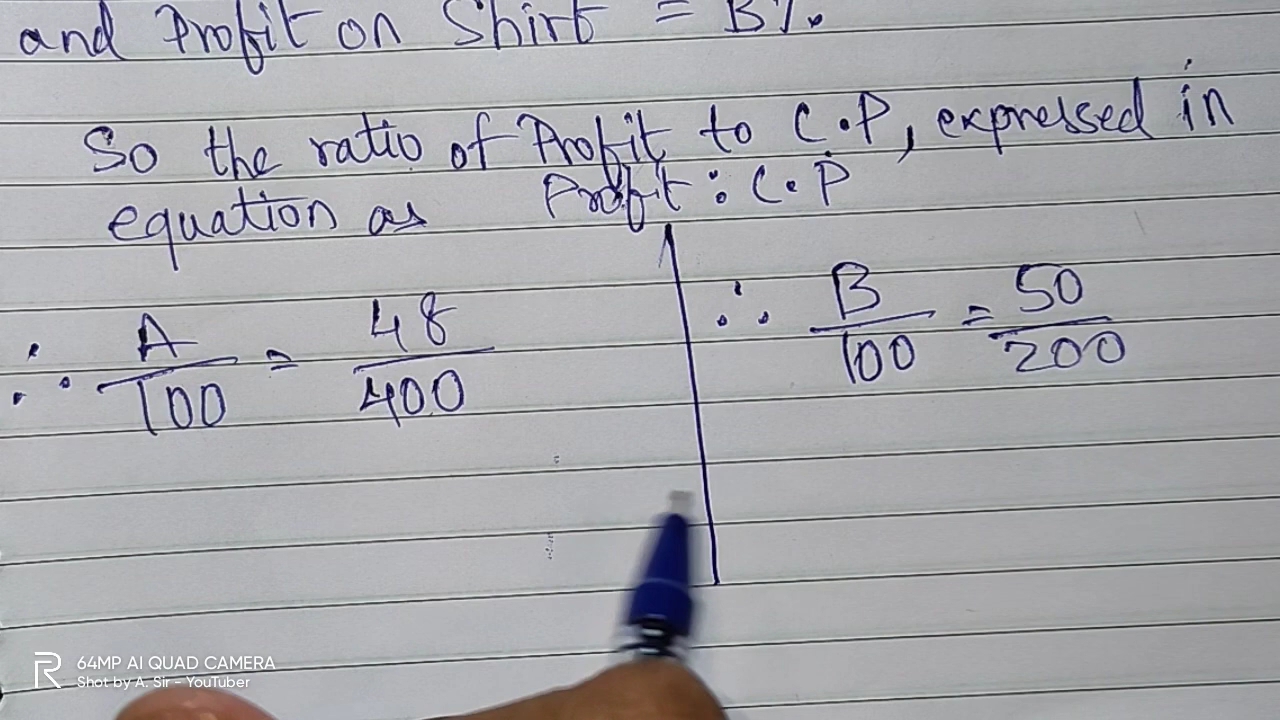 and Profit on Shirt = B%.
So the ratio of Profit to C.P, expressed in
equation as Profit : C.P
∴ A/100 = 48/400
∴ B/100 = 50/200
64MP AI QUAD CAMERA
Shot by A. Sir - YouTuber